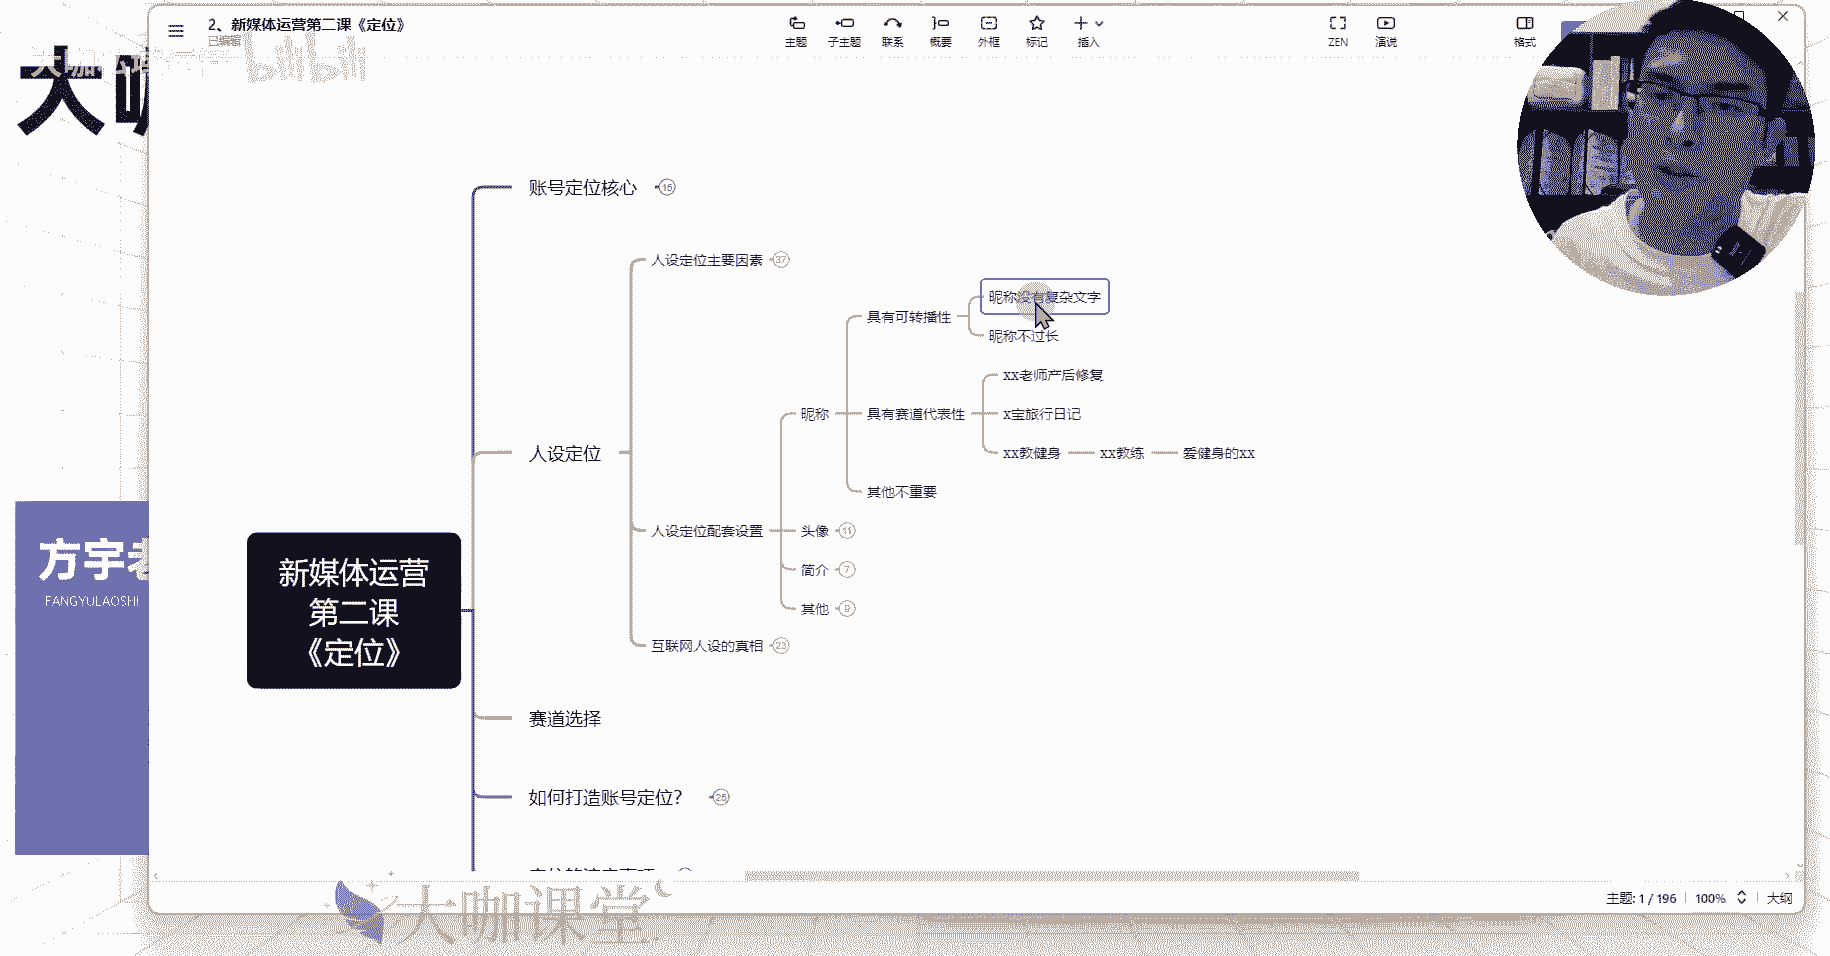 2、新媒体运营第二课《定位》
已编辑
主题
子主题
联系
概要
外框
标记
插入
ZEN
演说
格式
bilibili
大咖
账号定位核心
15
人设定位主要因素
37
昵称没有复杂文字
具有可转播性
昵称不过长
xx老师产后修复
昵称
具有赛道代表性
x宝旅行日记
人设定位
xx教健身
xx教练
爱健身的xx
其他不重要
人设定位配套设置
头像
11
简介
7
其他
9
互联网人设的真相
23
新媒体运营
第二课
《定位》
方宇老
FANGYULAOSHI
赛道选择
如何打造账号定位?
25
大咖课堂
主题: 1 / 196
100%
大纲